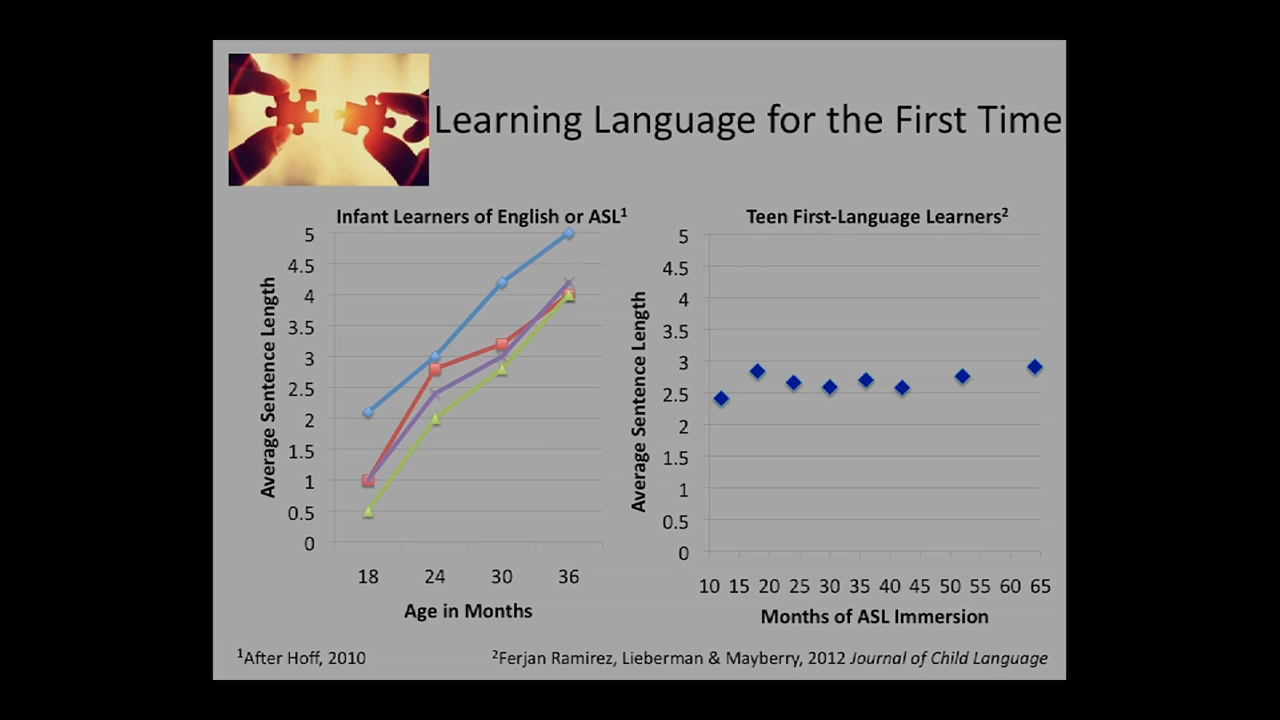 Learning Language for the First Time
Infant Learners of English or ASL¹
5
4.5
4
3.5
3
2.5
2
1.5
1
0.5
0
Average Sentence Length
18 24 30 36
Age in Months
Teen First-Language Learners²
5
4.5
4
3.5
3
2.5
2
1.5
1
0.5
0
Average Sentence Length
10 15 20 25 30 35 40 45 50 55 60 65
Months of ASL Immersion
¹After Hoff, 2010
²Ferjan Ramirez, Lieberman & Mayberry, 2012 Journal of Child Language